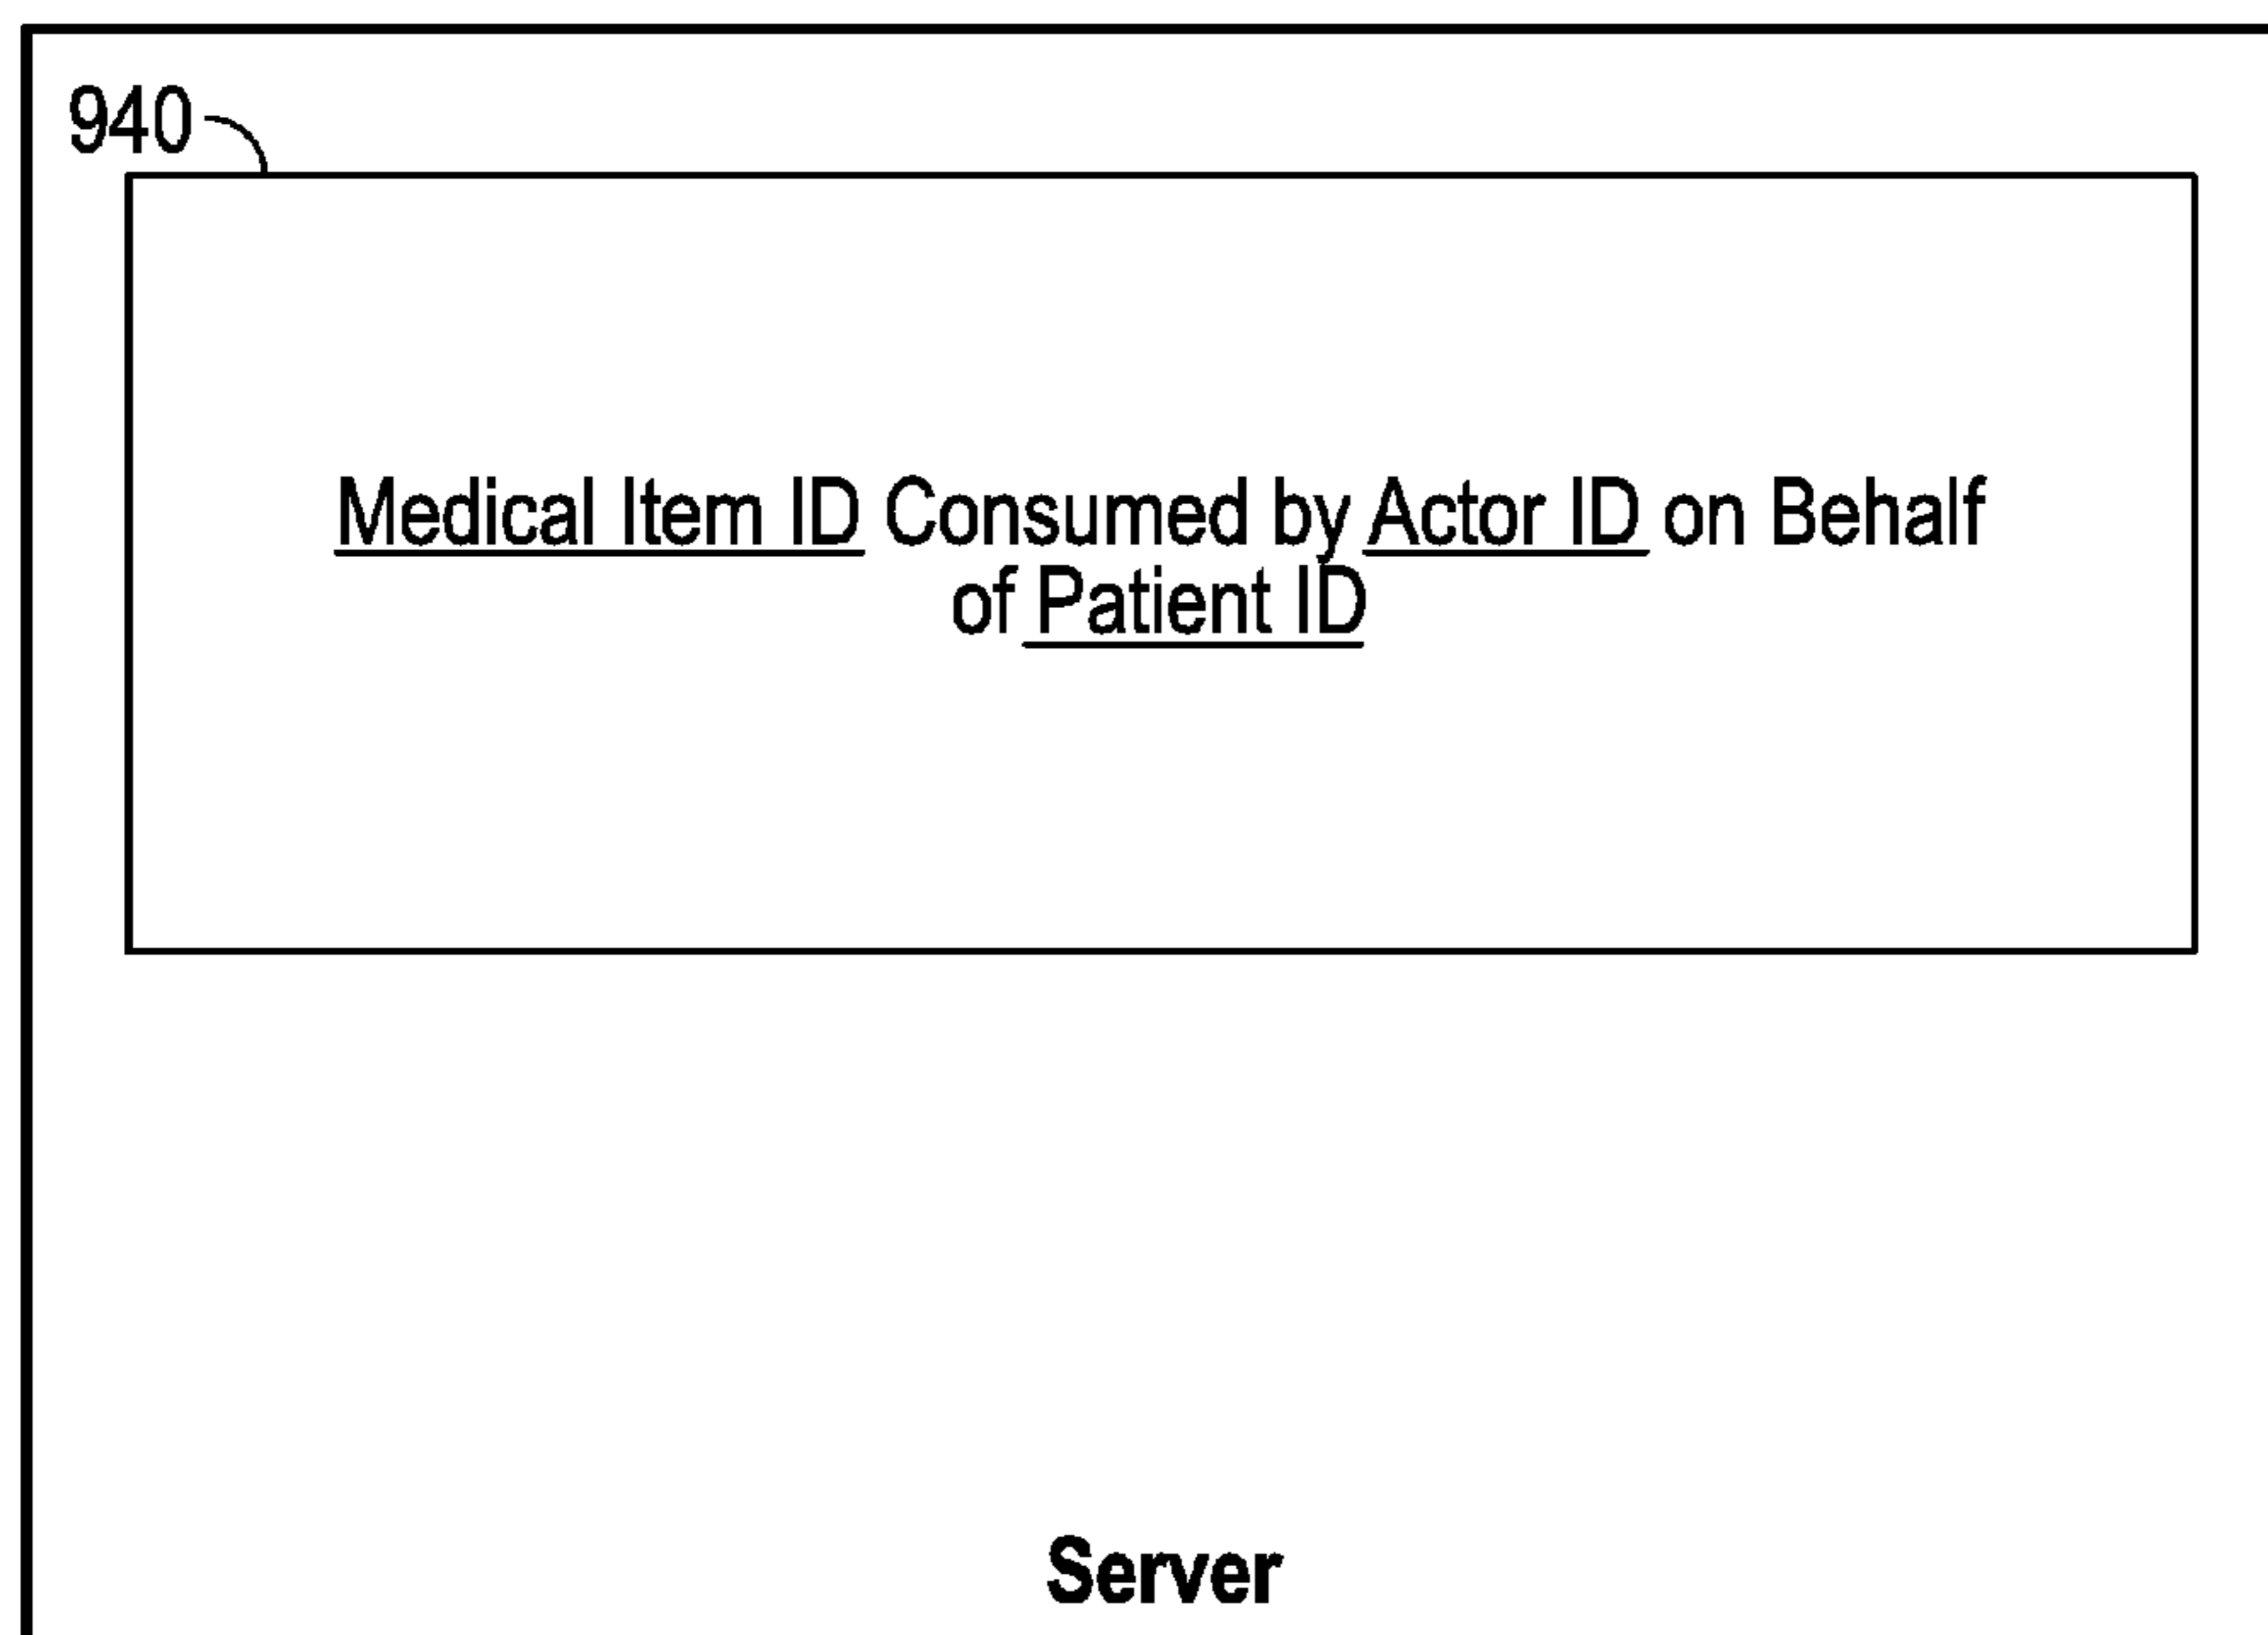 940
Medical Item ID Consumed by Actor ID on Behalf
of Patient ID
Server